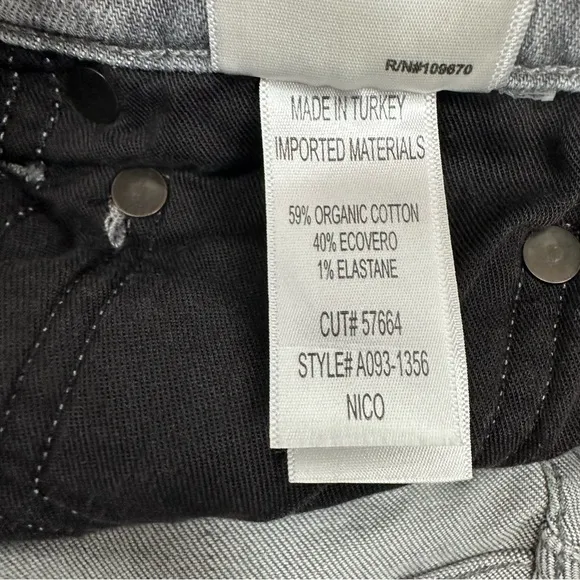 R/N#109670
MADE IN TURKEY
IMPORTED MATERIALS
59% ORGANIC COTTON
40% ECOVERO
1% ELASTANE
CUT# 57664
STYLE# A093-1356
NICO